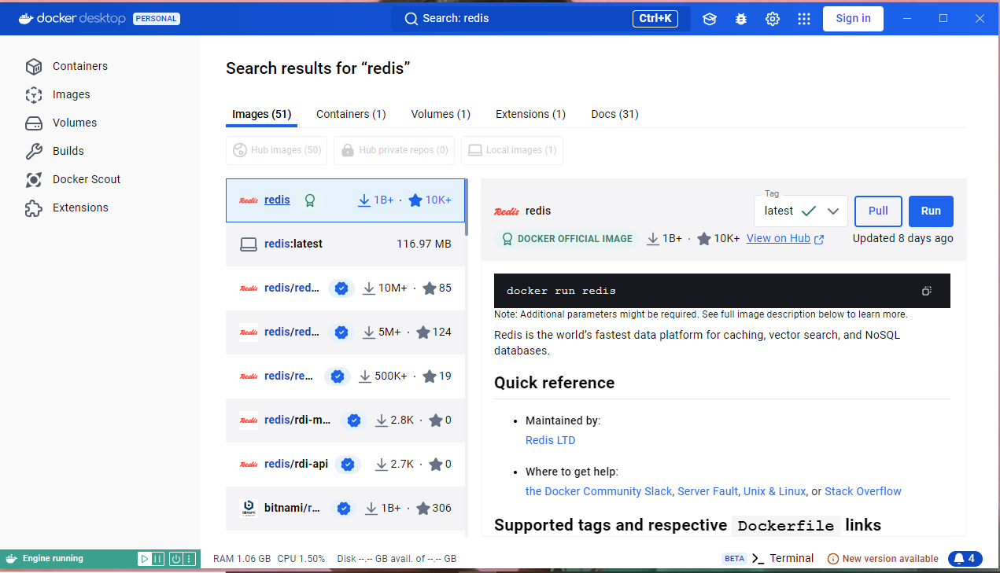 docker desktop PERSONAL
Search: redis Ctrl+K
Sign in
Containers
Images
Volumes
Builds
Docker Scout
Extensions
Search results for “redis”
Images (51) Containers (1) Volumes (1) Extensions (1) Docs (31)
Hub images (50) Hub private repos (0) Local images (1)
Redis redis 1B+ · 10K+
redis:latest 116.97 MB
Redis redis/red... 10M+ · 85
Redis redis/red... 5M+ · 124
Redis redis/re... 500K+ · 19
Redis redis/rdi-m... 2.8K · 0
Redis redis/rdi-api 2.7K · 0
bitnami bitnami/r... 1B+ · 306
Redis redis
Tag
latest
Pull
Run
DOCKER OFFICIAL IMAGE 1B+ · 10K+ View on Hub Updated 8 days ago
docker run redis
Note: Additional parameters might be required. See full image description below to learn more.
Redis is the world’s fastest data platform for caching, vector search, and NoSQL
databases.
Quick reference
• Maintained by:
Redis LTD
• Where to get help:
the Docker Community Slack, Server Fault, Unix & Linux, or Stack Overflow
Supported tags and respective Dockerfile links
Engine running
RAM 1.06 GB CPU 1.50% Disk --.-- GB avail. of --.-- GB
BETA >_ Terminal New version available 4